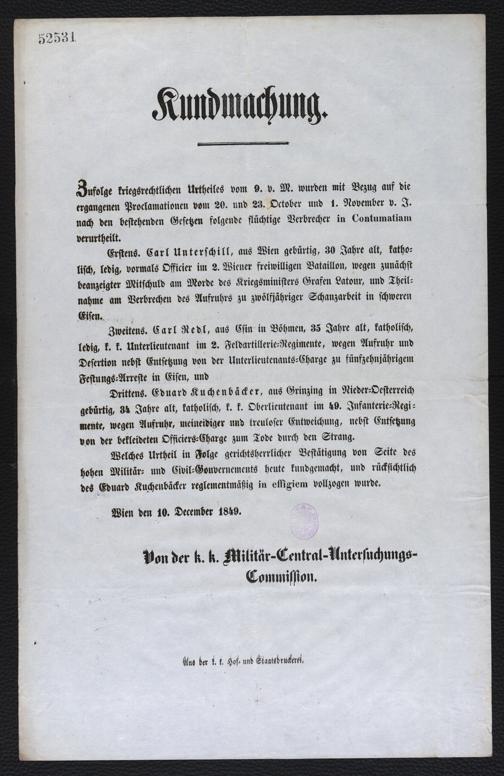 52531
Kundmachung.
Zufolge kriegsrechtlichen Urtheiles vom 9. v. M. wurden mit Bezug auf die
ergangenen Proclamationen vom 20. und 23. October und 1. November v. J.
nach den bestehenden Gesetzen folgende flüchtige Verbrecher in Contumatiam
verurtheilt.
Erstens. Carl Unterschill, aus Wien gebürtig, 30 Jahre alt, katho-
lisch, ledig, vormals Officier im 2. Wiener freiwilligen Bataillon, wegen zunächst
beanzeigter Mitschuld am Morde des Kriegsministers Grafen Latour, und Theil-
nahme am Verbrechen des Aufruhrs zu zwölfjähriger Schanzarbeit in schweren
Eisen.
Zweitens. Carl Redl, aus Čsin in Böhmen, 35 Jahre alt, katholisch,
ledig, k. k. Unterlieutenant im 2. Feldartillerie-Regimente, wegen Aufruhr und
Desertion nebst Entsetzung von der Unterlieutenants-Charge zu fünfzehnjährigem
Festungs-Arreste in Eisen, und
Drittens. Eduard Kuchenbäcker, aus Grinzing in Nieder-Oesterreich
gebürtig, 34 Jahre alt, katholisch, k. k. Oberlieutenant im 49. Infanterie-Regi-
mente, wegen Aufruhr, meineidiger und treuloser Entweichung, nebst Entsetzung
von der bekleideten Officiers-Charge zum Tode durch den Strang.
Welches Urtheil in Folge gerichtsherrlicher Bestätigung von Seite des
hohen Militär- und Civil-Gouvernements heute kundgemacht, und rücksichtlich
des Eduard Kuchenbäcker reglementmäßig in effigiem vollzogen wurde.
Wien den 10. December 1849.
Von der k. k. Militär-Central-Untersuchungs-
Commission.
Aus der k. k. Hof- und Staatsdruckerei.